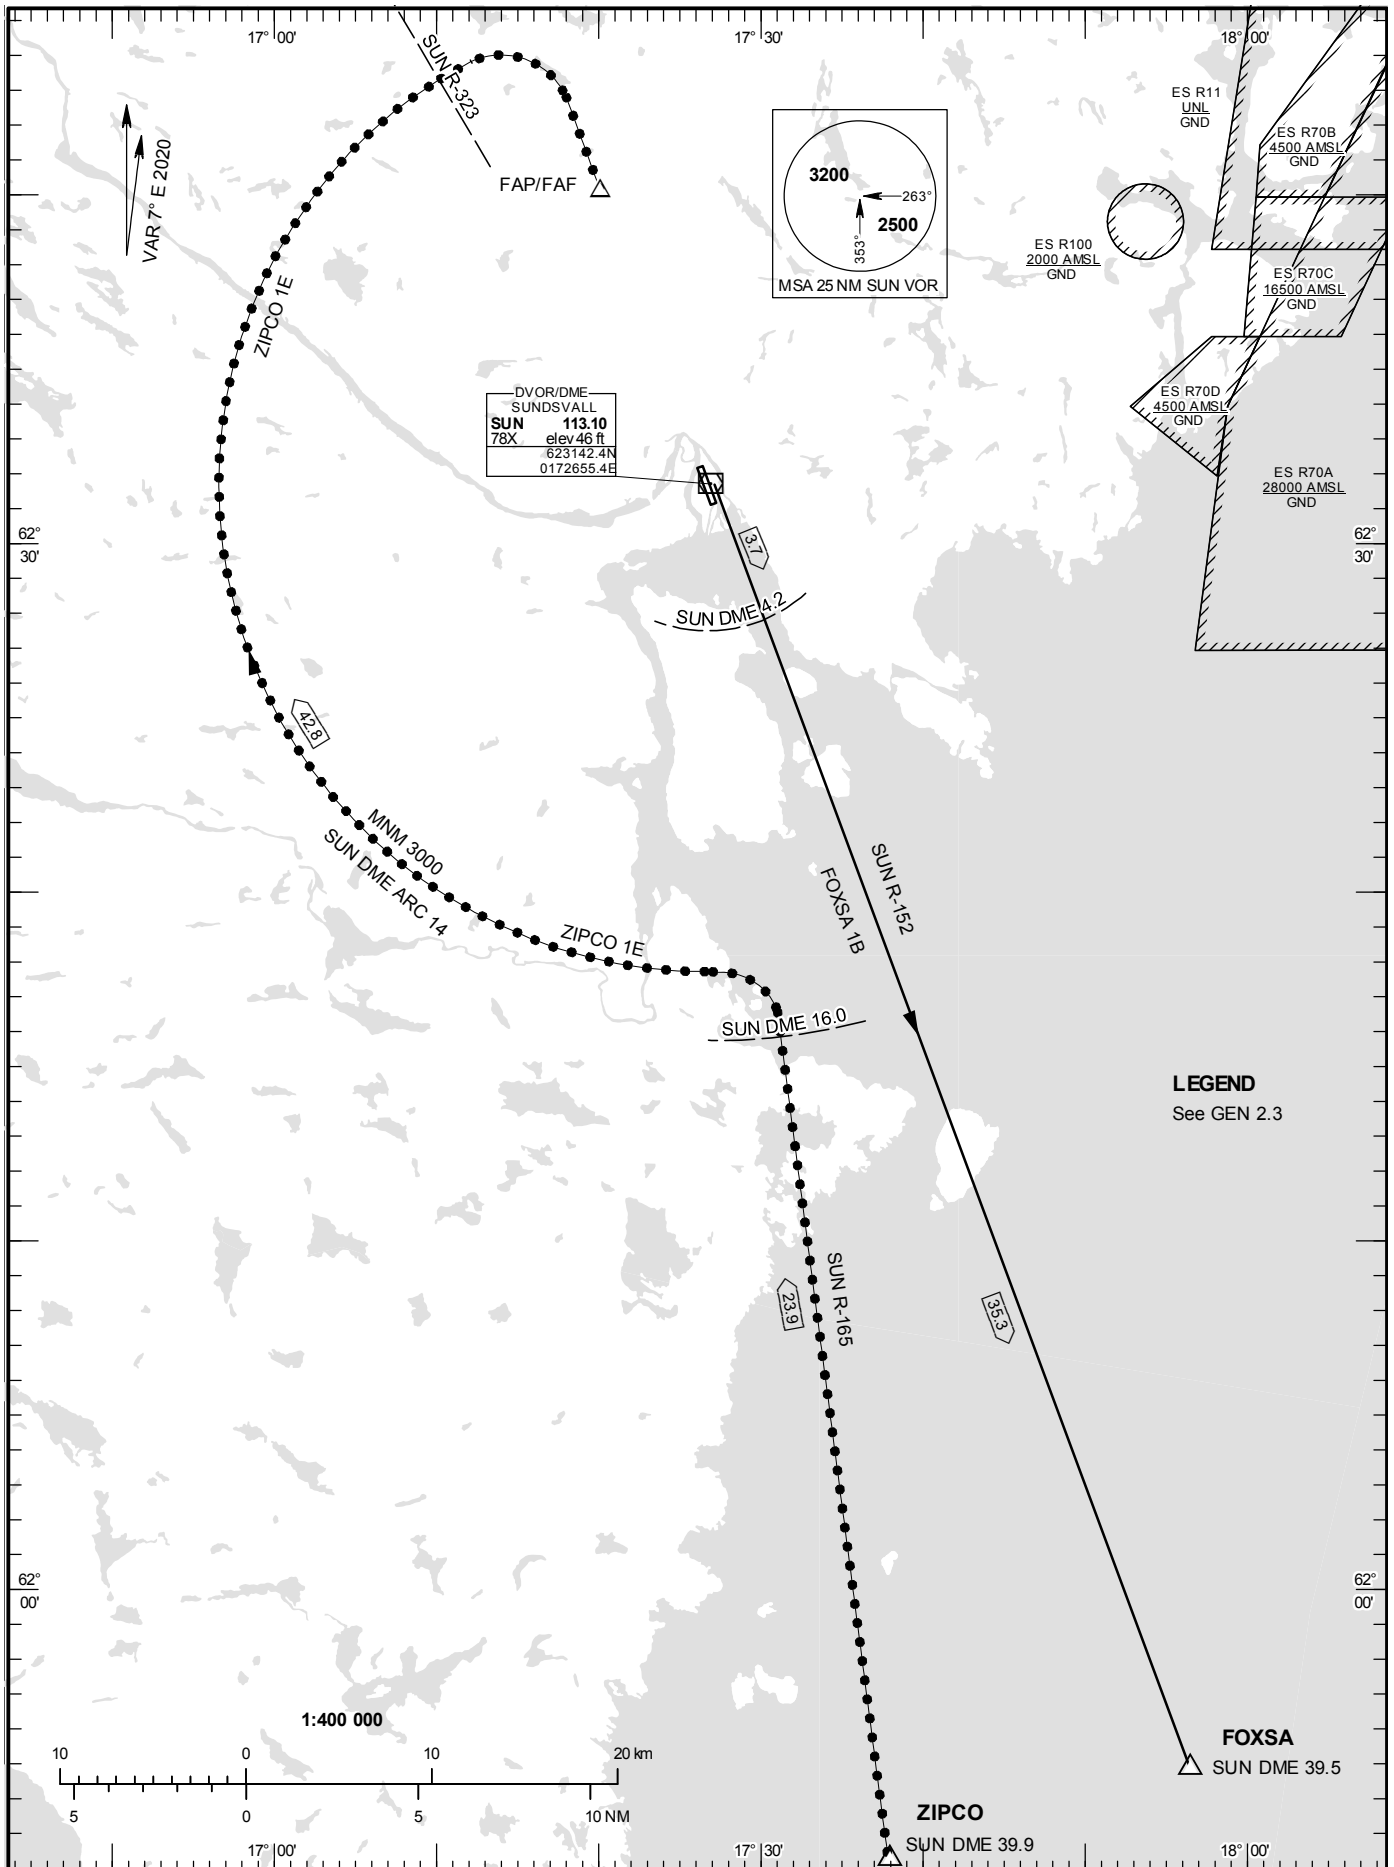 17° 00'
17° 30'
18° 00'
SUN R-323
ES R11
UNL
GND
ES R70B
4500 AMSL
GND
VAR 7° E 2020
FAP/FAF
3200
263°
2500
353°
MSA 25 NM SUN VOR
ES R100
2000 AMSL
GND
ES R70C
16500 AMSL
GND
ZIPCO 1E
DVOR/DME
SUNDSVALL
SUN 113.10
78X elev 46 ft
623142.4N
0172655.4E
ES R70D
4500 AMSL
GND
ES R70A
28000 AMSL
GND
62°
30'
62°
30'
3.7
SUN DME 4.2
42.8
MNM 3000
SUN DME ARC 14
SUN R-152
FOXSA 1B
ZIPCO 1E
SUN DME 16.0
LEGEND
See GEN 2.3
SUN R-165
23.9
35.3
62°
00'
62°
00'
1:400 000
10 0 10 20 km
5 0 5 10 NM
FOXSA
SUN DME 39.5
ZIPCO
SUN DME 39.9
17° 00'
17° 30'
18° 00'